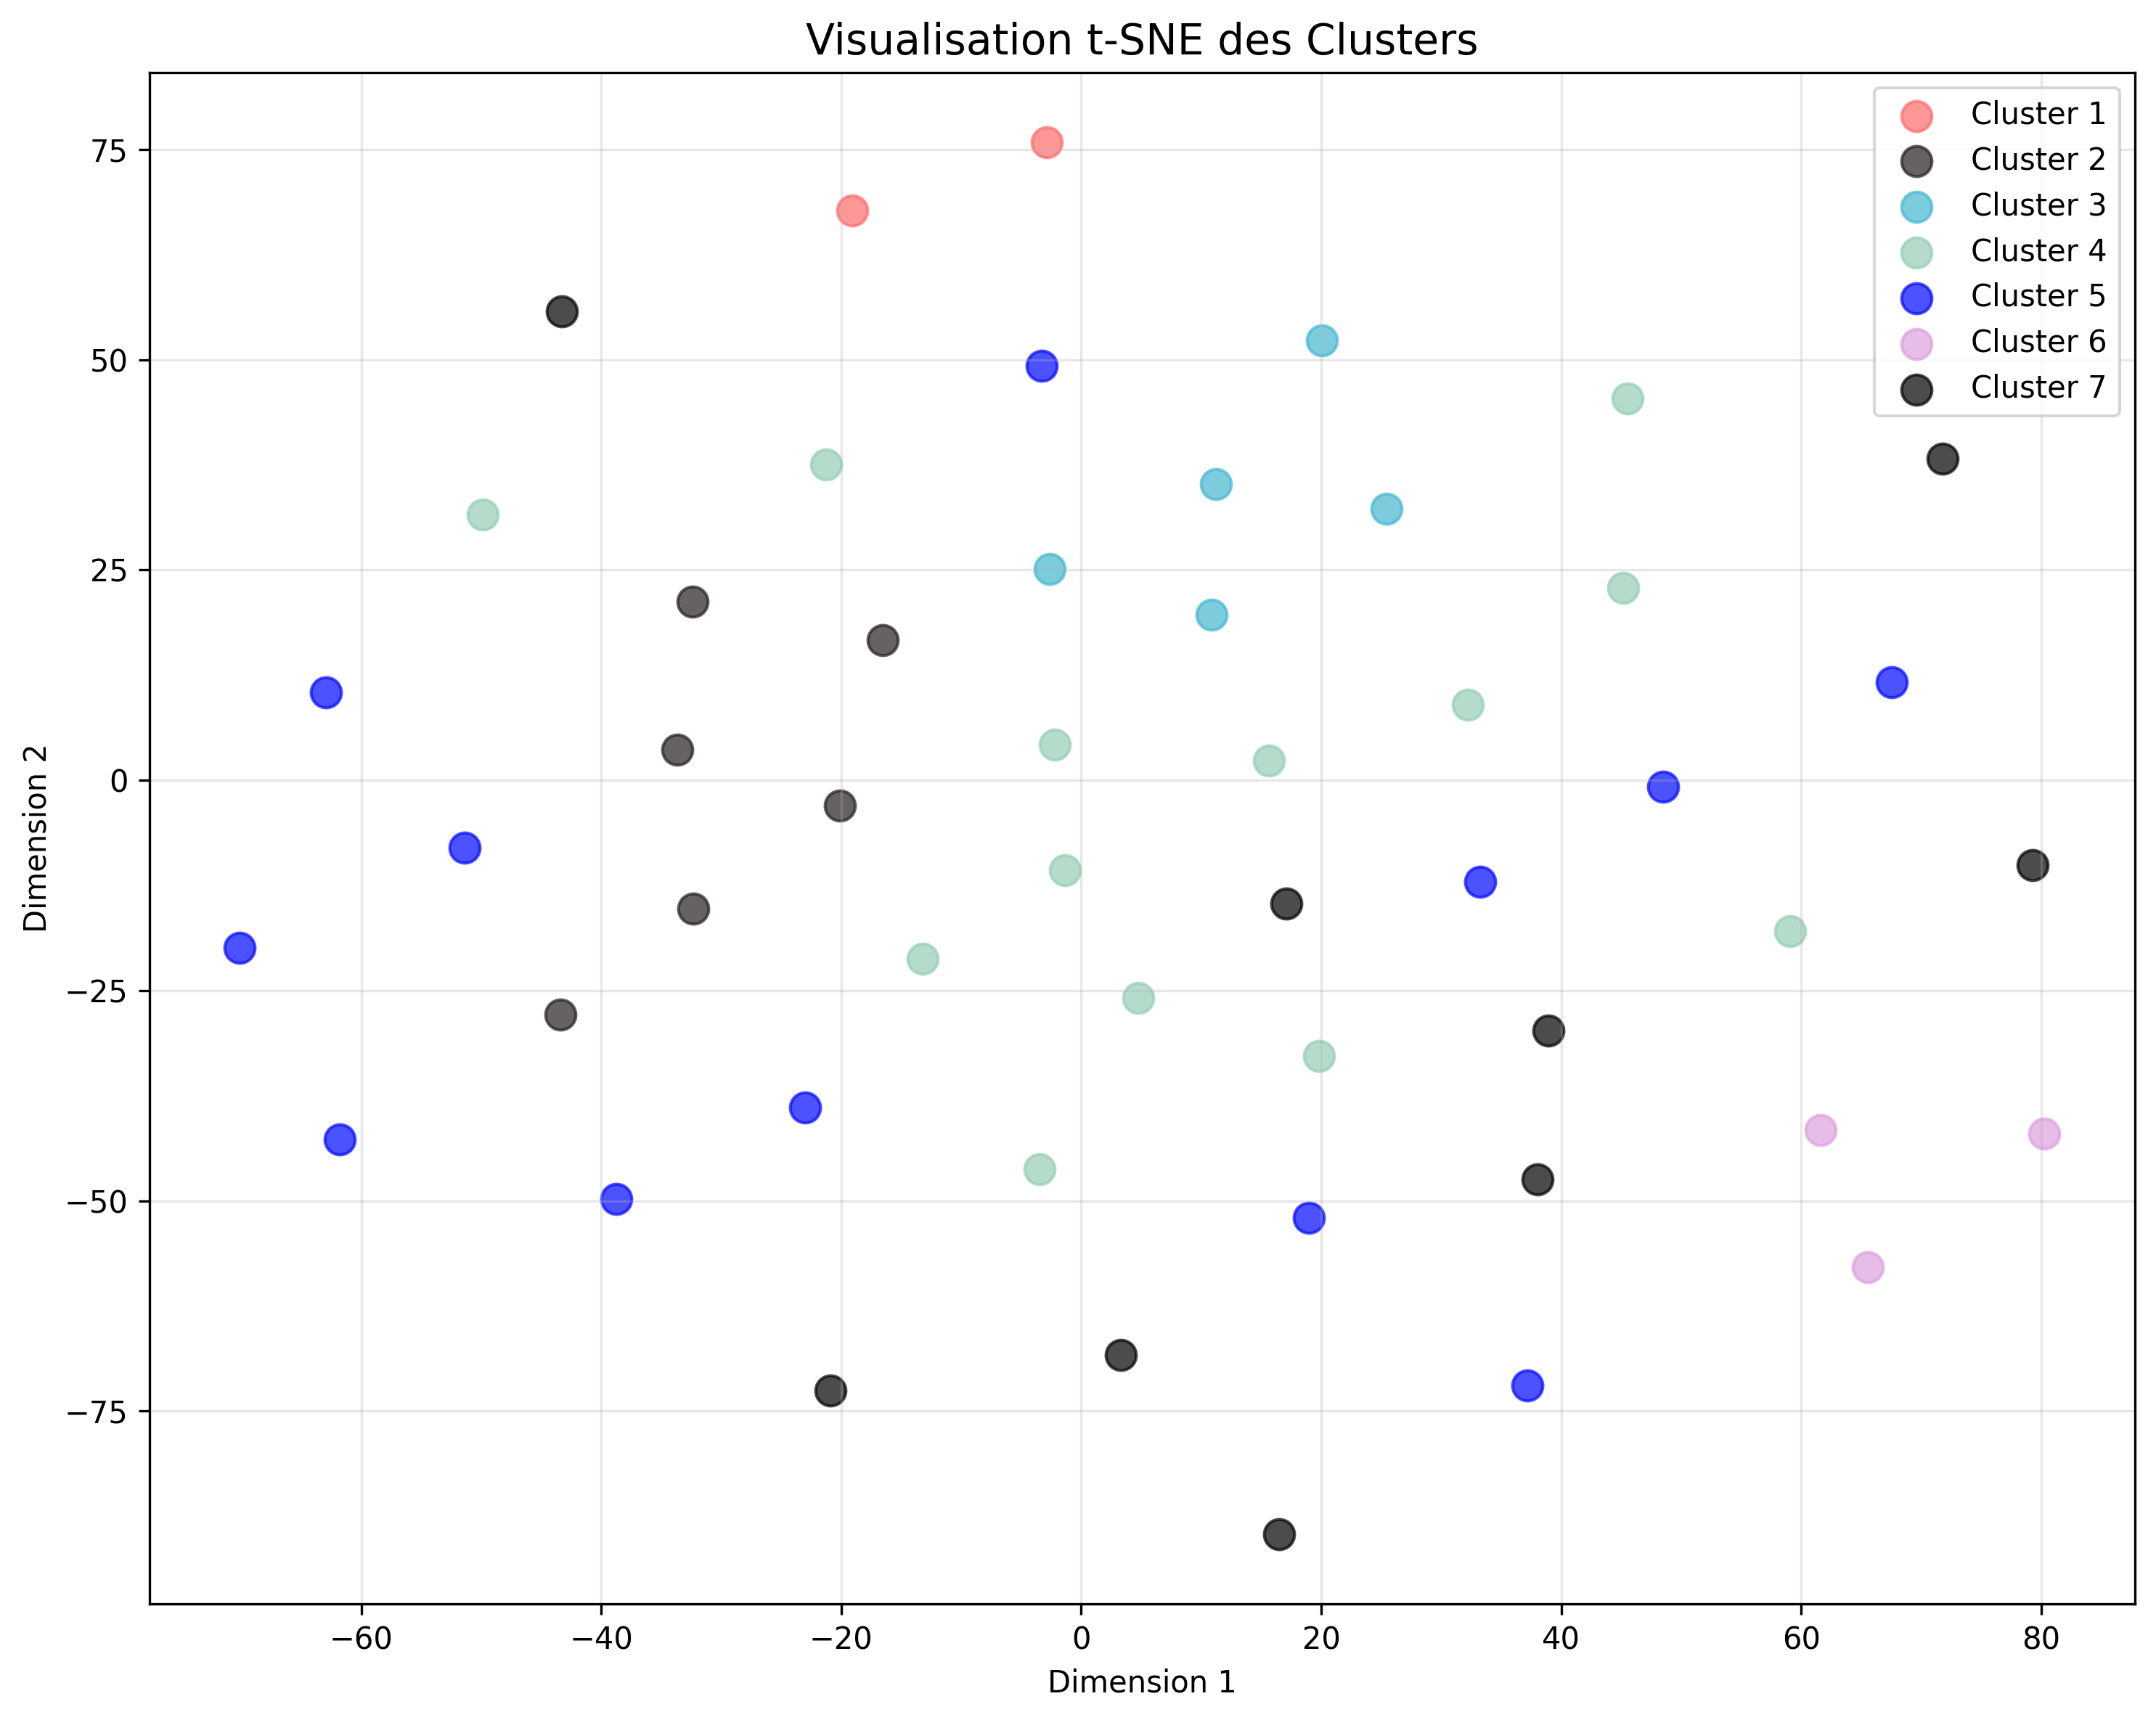 Visualisation t-SNE des Clusters
Cluster 1
Cluster 2
Cluster 3
Cluster 4
Cluster 5
Cluster 6
Cluster 7
Dimension 2
75
50
25
0
−25
−50
−75
−60
−40
−20
0
20
40
60
80
Dimension 1